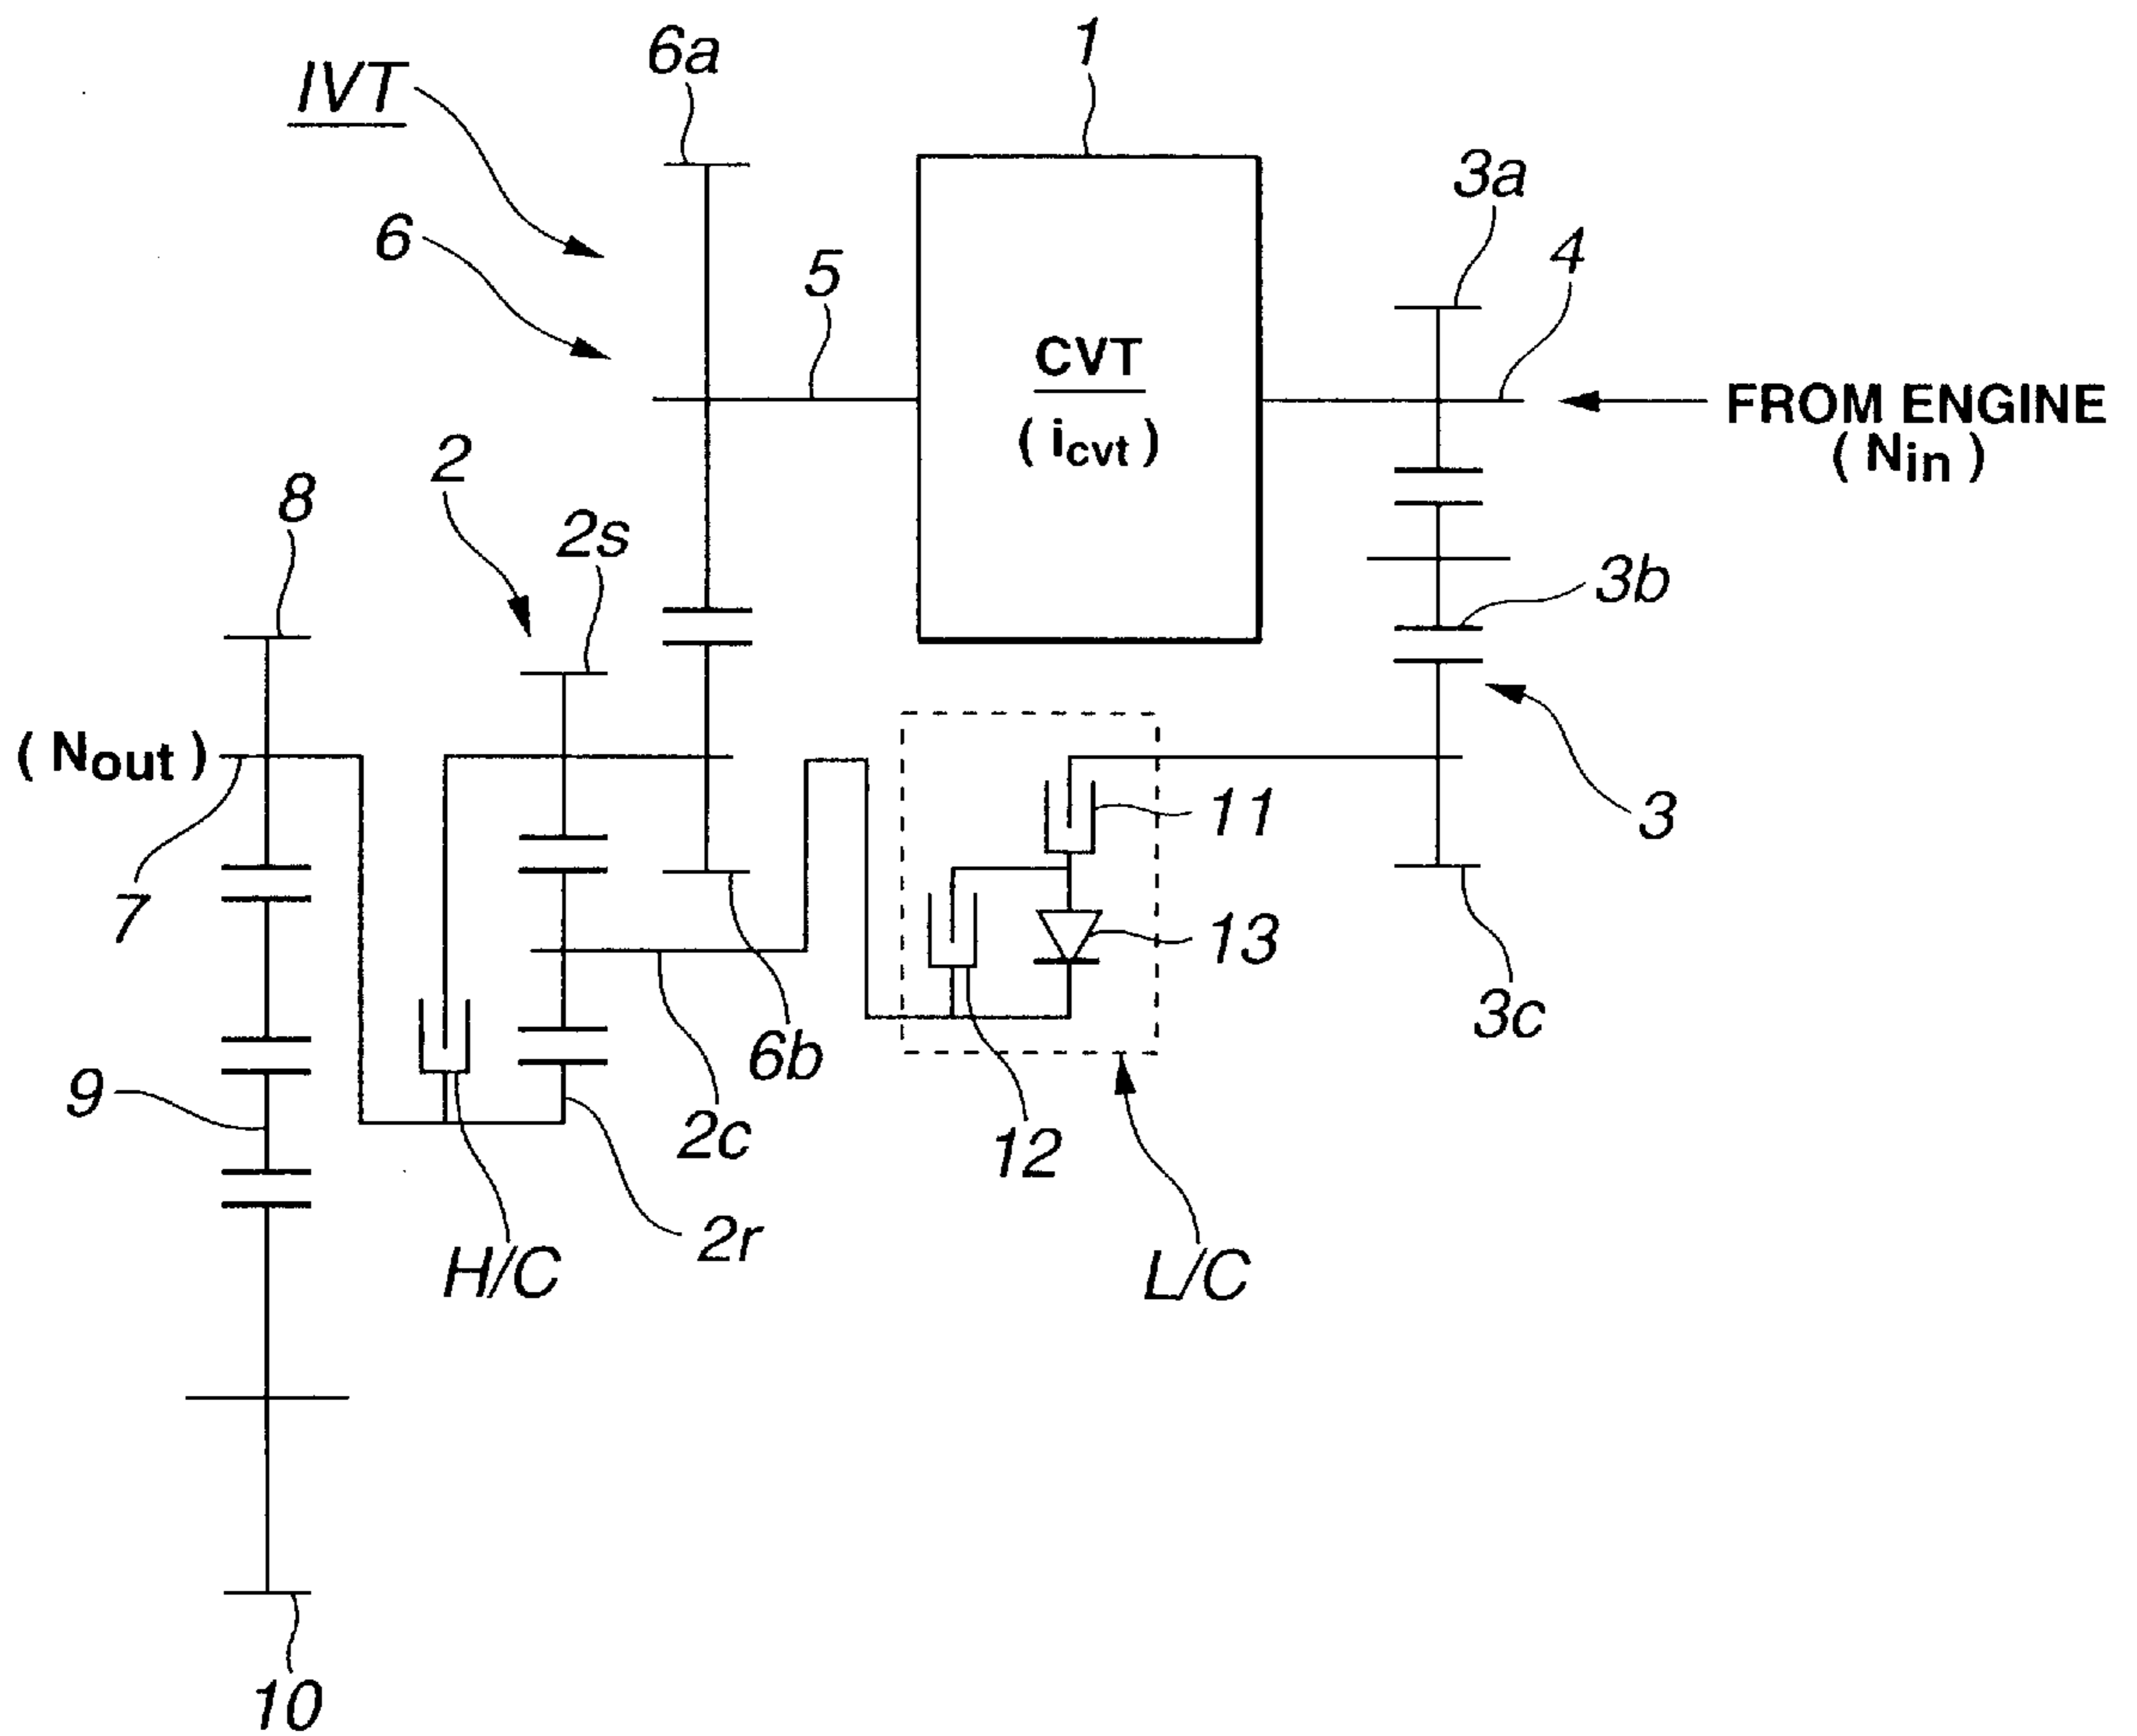 1
6a
IVT
3a
6
4
5
CVT
FROM ENGINE
( icvt )
( Nin )
2
8
2s
3b
( Nout )
11
3
7
13
3c
6b
9
2c
12
2r
H/C
L/C
10